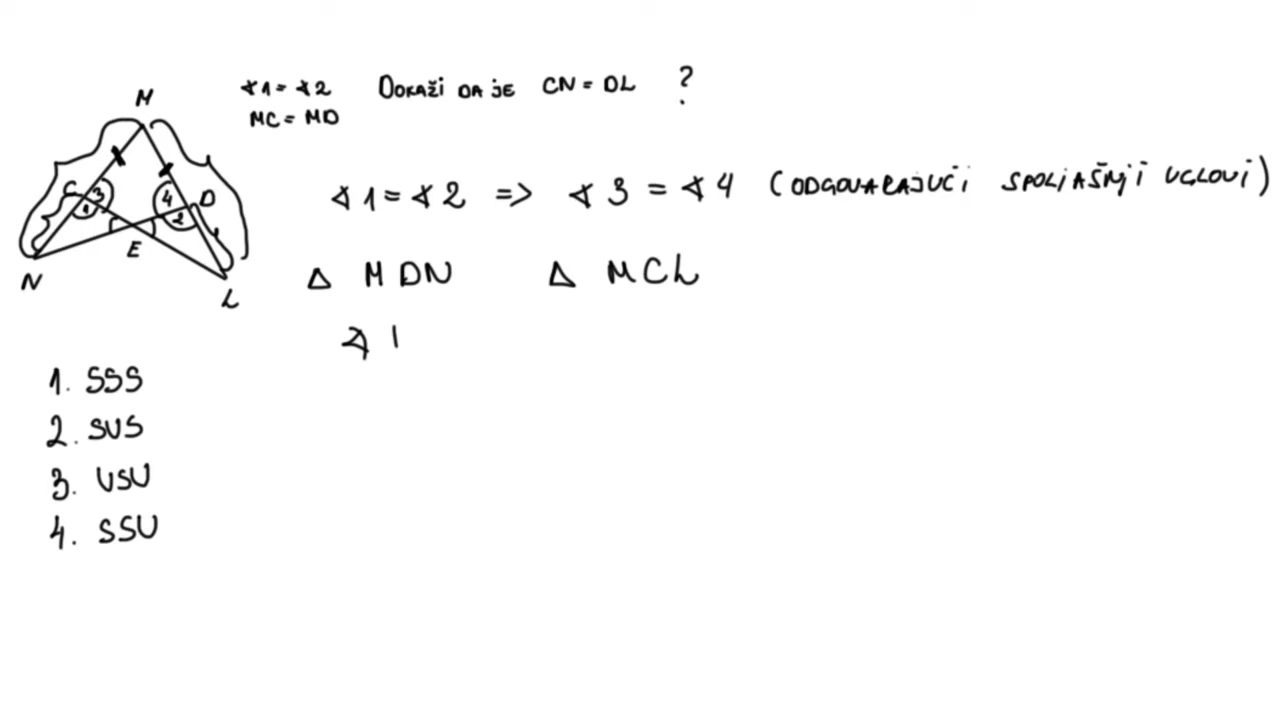 M
∢1 = ∢2 DOKAŽI DA JE CN = DL ?
MC = MD
C 3 4 D
1 2
E
N
L
∢1 = ∢2 => ∢3 = ∢4 (ODGOVARAJUĆI SPOLJAŠNJI UGLOVI)
△ MDN △ MCL
∢ I
1. SSS
2. SUS
3. USU
4. SSU